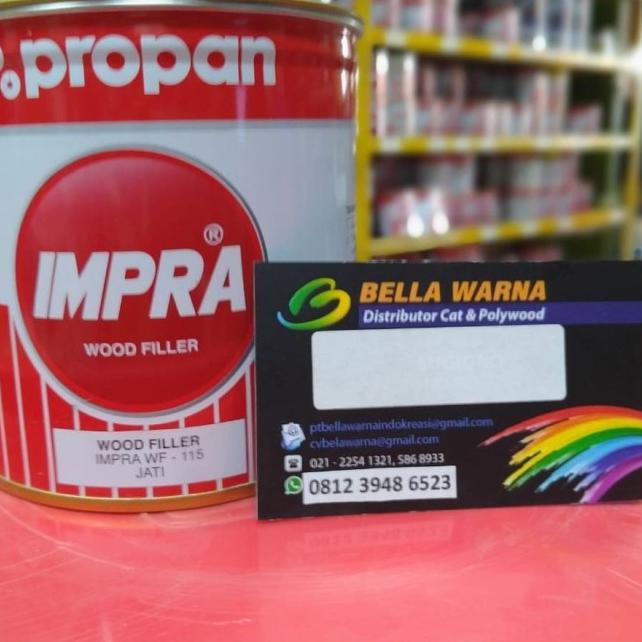 propan
IMPRA®
WOOD FILLER
WOOD FILLER
IMPRA WF - 115
JATI
BELLA WARNA
Distributor Cat & Polywood
ptbellawarnaindokreasi@gmail.com
cvbelawarna@gmail.com
021 - 2254 1321, 586 8933
0812 3948 6523